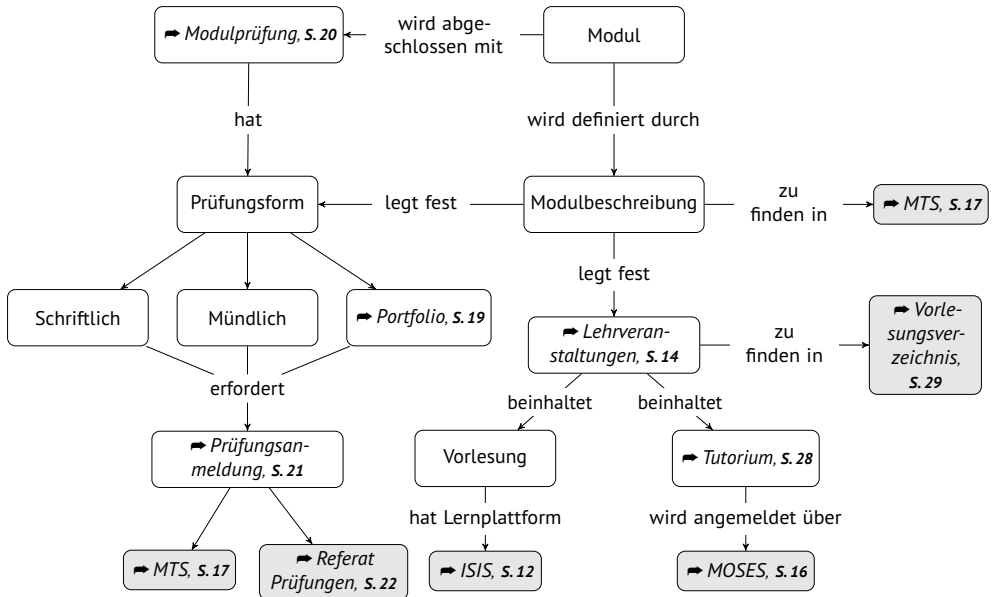 ➦ Modulprüfung, S. 20
wird abge-
schlossen mit
Modul
hat
wird definiert durch
Prüfungsform
legt fest
Modulbeschreibung
zu
finden in
➦ MTS, S. 17
legt fest
Schriftlich
Mündlich
➦ Portfolio, S. 19
➦ Lehrveran-
staltungen, S. 14
zu
finden in
➦ Vorle-
sungsver-
zeichnis,
S. 29
erfordert
beinhaltet
beinhaltet
➦ Prüfungsan-
meldung, S. 21
Vorlesung
➦ Tutorium, S. 28
hat Lernplattform
wird angemeldet über
➦ MTS, S. 17
➦ Referat
Prüfungen, S. 22
➦ ISIS, S. 12
➦ MOSES, S. 16